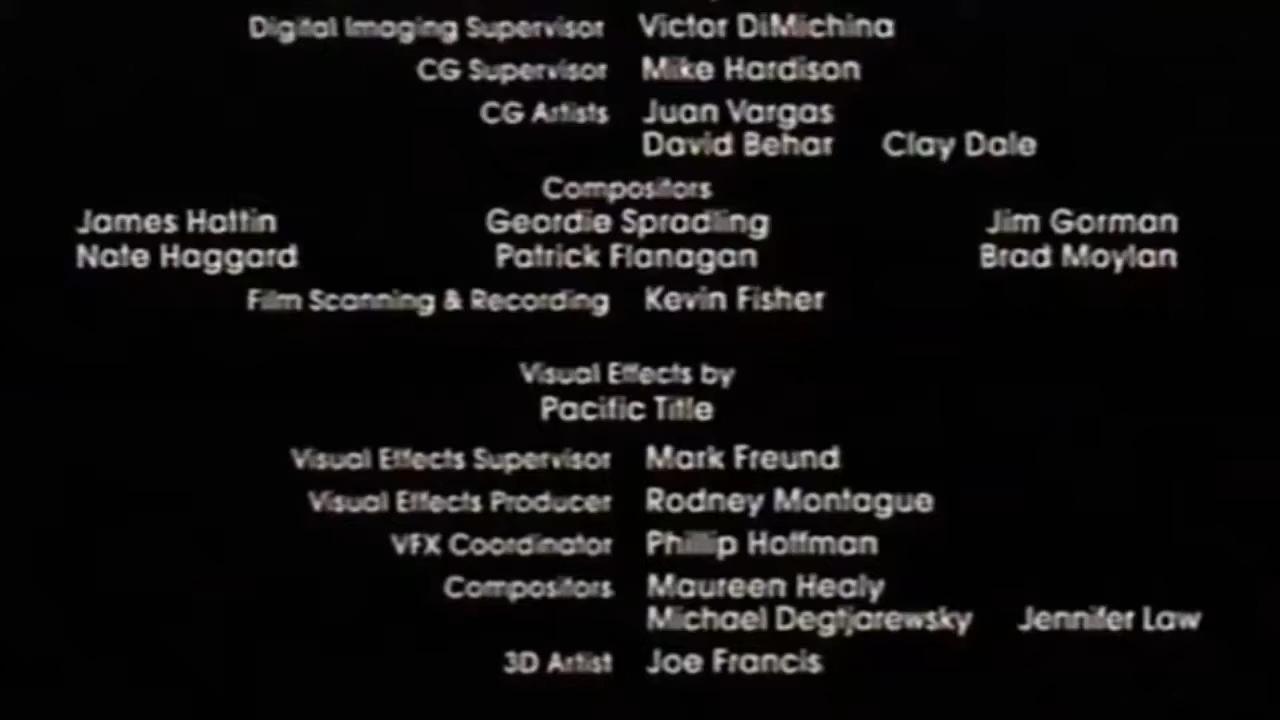 Digital Imaging Supervisor Victor DiMichina
CG Supervisor Mike Hardison
CG Artists Juan Vargas
David Behar Clay Dale
Compositors
James Hattin Geordie Spradling Jim Gorman
Nate Haggard Patrick Flanagan Brad Moylan
Film Scanning & Recording Kevin Fisher
Visual Effects by
Pacific Title
Visual Effects Supervisor Mark Freund
Visual Effects Producer Rodney Montague
VFX Coordinator Phillip Hoffman
Compositors Maureen Healy
Michael Degtjarewsky Jennifer Law
3D Artist Joe Francis